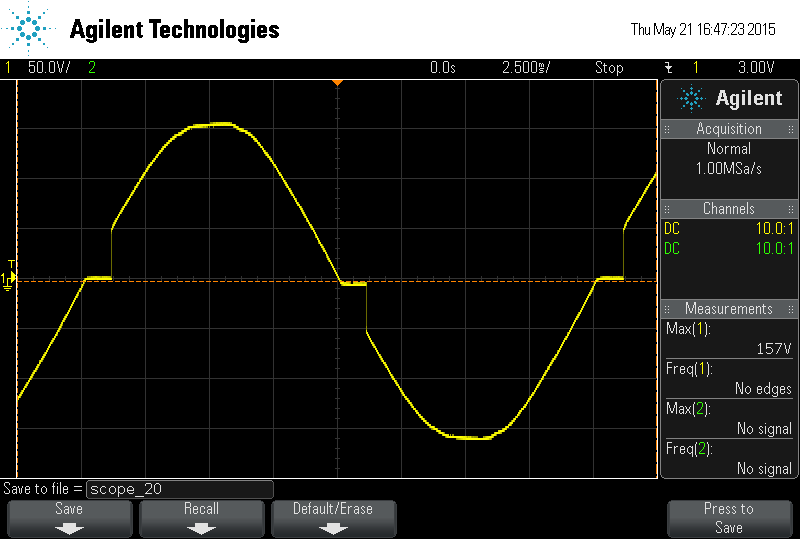 Agilent Technologies
Thu May 21 16:47:23 2015
1 50.0V/ 2 0.0s 2.500ms/ Stop 1 3.00V
Agilent
Acquisition
Normal
1.00MSa/s
Channels
DC 10.0:1
DC 10.0:1
Measurements
Max(1):
157V
Freq(1):
No edges
Max(2):
No signal
Freq(2):
No signal
T
1
Save to file = scope_20
Save Recall Default/Erase Press to
Save